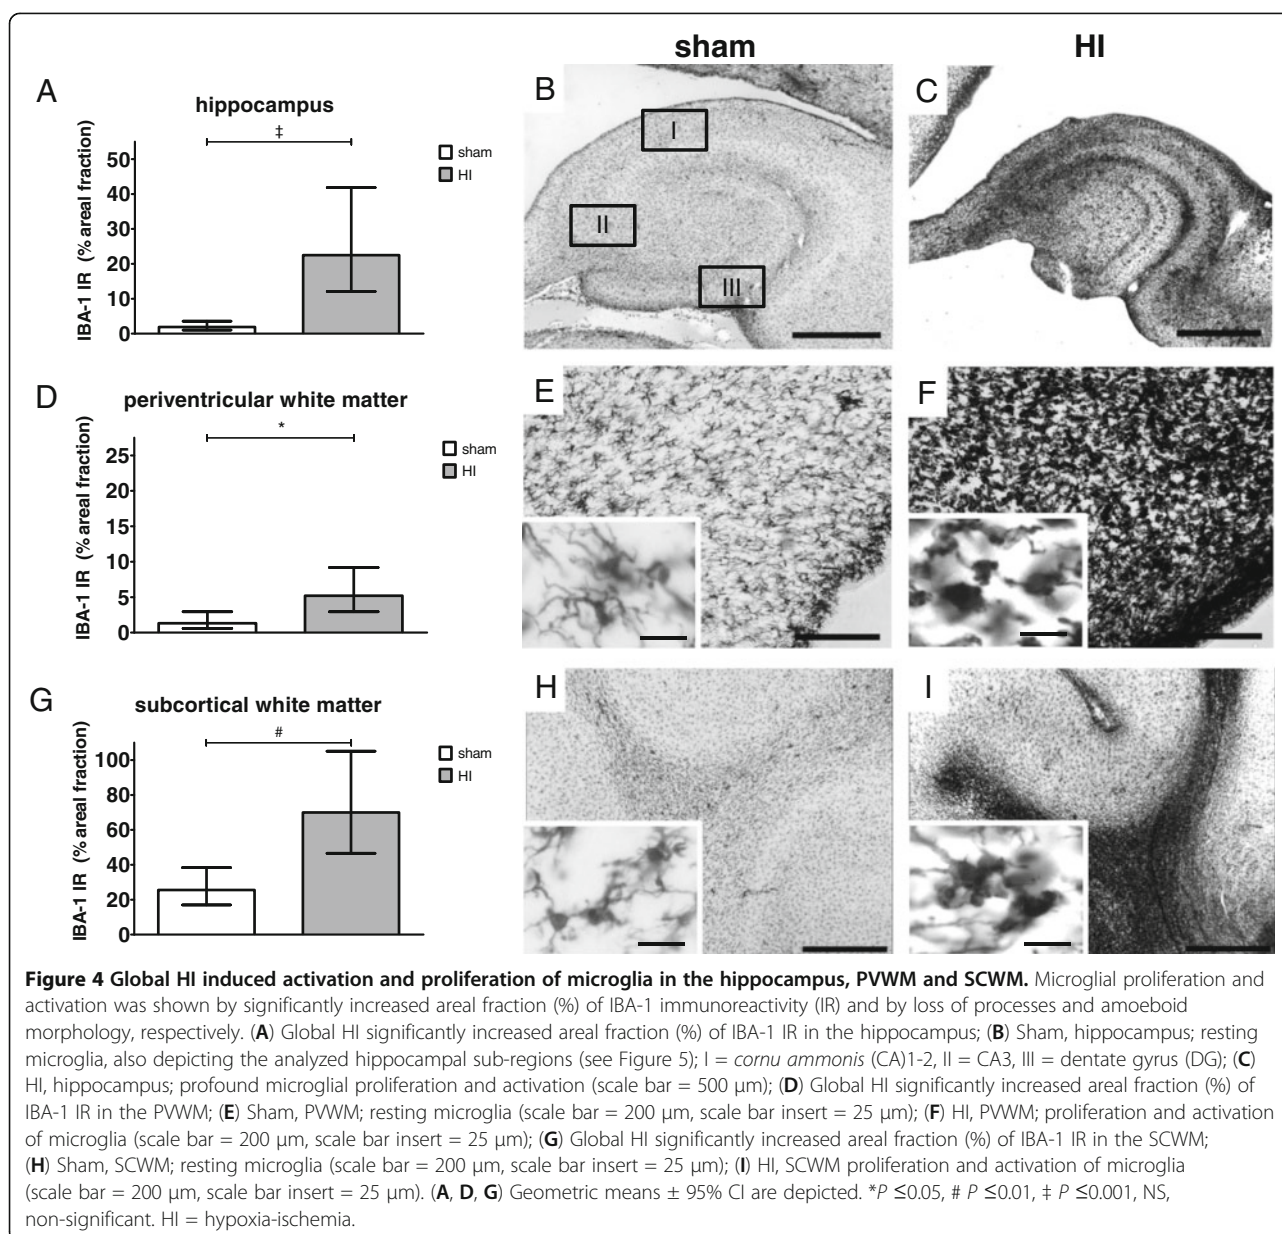 sham
HI
A
hippocampus
‡
IBA-1 IR (% areal fraction)
50
40
30
20
10
0
sham
HI
B
I
II
III
C
D
periventricular white matter
*
IBA-1 IR (% areal fraction)
25
20
15
10
5
0
sham
HI
E
F
G
subcortical white matter
#
IBA-1 IR (% areal fraction)
100
80
60
40
20
0
sham
HI
H
I
Figure 4 Global HI induced activation and proliferation of microglia in the hippocampus, PVWM and SCWM. Microglial proliferation and
activation was shown by significantly increased areal fraction (%) of IBA-1 immunoreactivity (IR) and by loss of processes and amoeboid
morphology, respectively. (A) Global HI significantly increased areal fraction (%) of IBA-1 IR in the hippocampus; (B) Sham, hippocampus; resting
microglia, also depicting the analyzed hippocampal sub-regions (see Figure 5); I = cornu ammonis (CA)1-2, II = CA3, III = dentate gyrus (DG); (C)
HI, hippocampus; profound microglial proliferation and activation (scale bar = 500 μm); (D) Global HI significantly increased areal fraction (%) of
IBA-1 IR in the PVWM; (E) Sham, PVWM; resting microglia (scale bar = 200 μm, scale bar insert = 25 μm); (F) HI, PVWM; proliferation and activation
of microglia (scale bar = 200 μm, scale bar insert = 25 μm); (G) Global HI significantly increased areal fraction (%) of IBA-1 IR in the SCWM;
(H) Sham, SCWM; resting microglia (scale bar = 200 μm, scale bar insert = 25 μm); (I) HI, SCWM proliferation and activation of microglia
(scale bar = 200 μm, scale bar insert = 25 μm). (A, D, G) Geometric means ± 95% CI are depicted. *P ≤0.05, # P ≤0.01, ‡ P ≤0.001, NS,
non-significant. HI = hypoxia-ischemia.